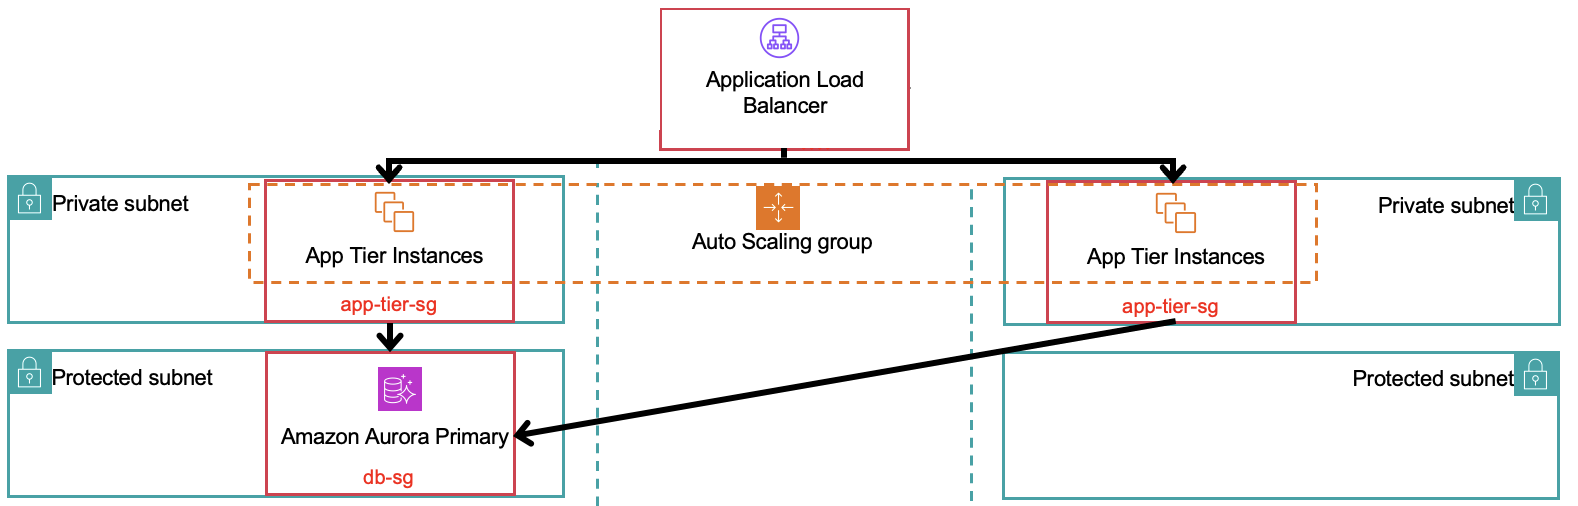 Application Load
Balancer
Private subnet
App Tier Instances
app-tier-sg
Auto Scaling group
Private subnet
App Tier Instances
app-tier-sg
Protected subnet
Amazon Aurora Primary
db-sg
Protected subnet